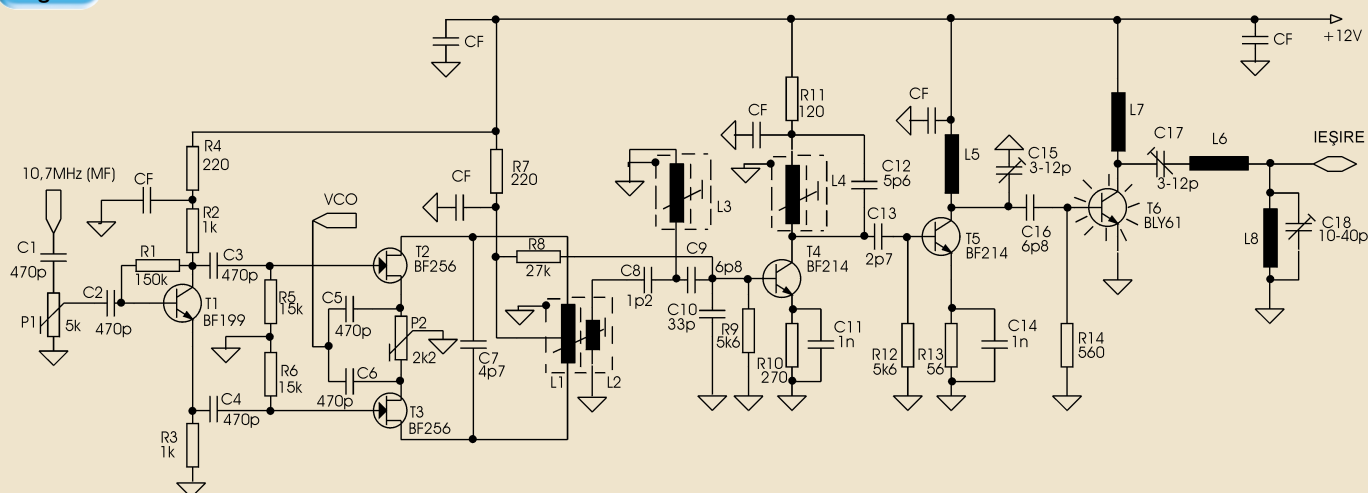 CF
+12V
CF
R11
120
CF
L7
C17
3-12p
L6
IEȘIRE
R4
220
R7
220
10,7MHz (MF)
CF
CF
VCO
CF
L5
C15
3-12p
L4
C12
5p6
L3
R2
1k
C1
470p
R1
150k
C3
470p
T2
BF256
R8
27k
C8
1p2
C9
6p8
T4
BF214
C13
2p7
T5
BF214
C16
6p8
T6
BLY61
L8
C18
10-40p
P1
5k
C2
470p
T1
BF199
R5
15k
C5
470p
P2
2k2
C7
4p7
C10
33p
R9
5k6
R10
270
C11
1n
R12
5k6
R13
56
C14
1n
R14
560
R6
15k
C6
470p
L1
L2
C4
470p
T3
BF256
R3
1k